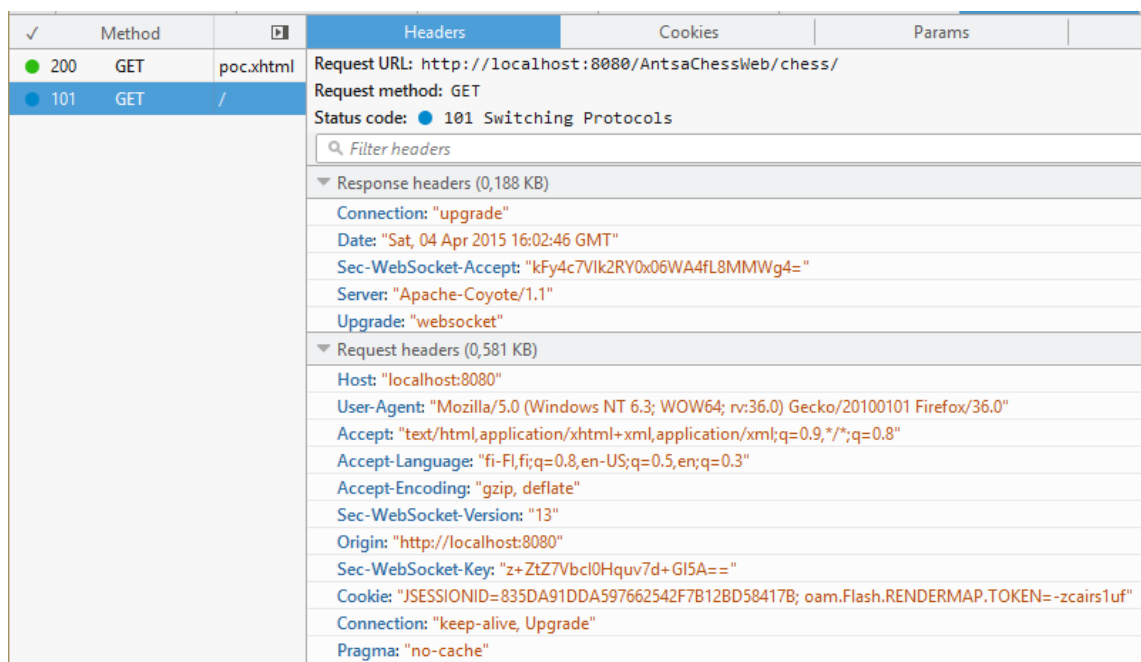 ✓ Method Headers Cookies Params
200 GET poc.xhtml
101 GET /
Request URL: http://localhost:8080/AntsaChessWeb/chess/
Request method: GET
Status code: 101 Switching Protocols
Filter headers
Response headers (0,188 KB)
Connection: "upgrade"
Date: "Sat, 04 Apr 2015 16:02:46 GMT"
Sec-WebSocket-Accept: "kFy4c7VIk2RY0x06WA4fL8MMWg4="
Server: "Apache-Coyote/1.1"
Upgrade: "websocket"
Request headers (0,581 KB)
Host: "localhost:8080"
User-Agent: "Mozilla/5.0 (Windows NT 6.3; WOW64; rv:36.0) Gecko/20100101 Firefox/36.0"
Accept: "text/html,application/xhtml+xml,application/xml;q=0.9,*/*;q=0.8"
Accept-Language: "fi-FI,fi;q=0.8,en-US;q=0.5,en;q=0.3"
Accept-Encoding: "gzip, deflate"
Sec-WebSocket-Version: "13"
Origin: "http://localhost:8080"
Sec-WebSocket-Key: "z+ZtZ7Vbcl0Hquv7d+GI5A=="
Cookie: "JSESSIONID=835DA91DDA597662542F7B12BD58417B; oam.Flash.RENDERMAP.TOKEN=-zcairs1uf"
Connection: "keep-alive, Upgrade"
Pragma: "no-cache"